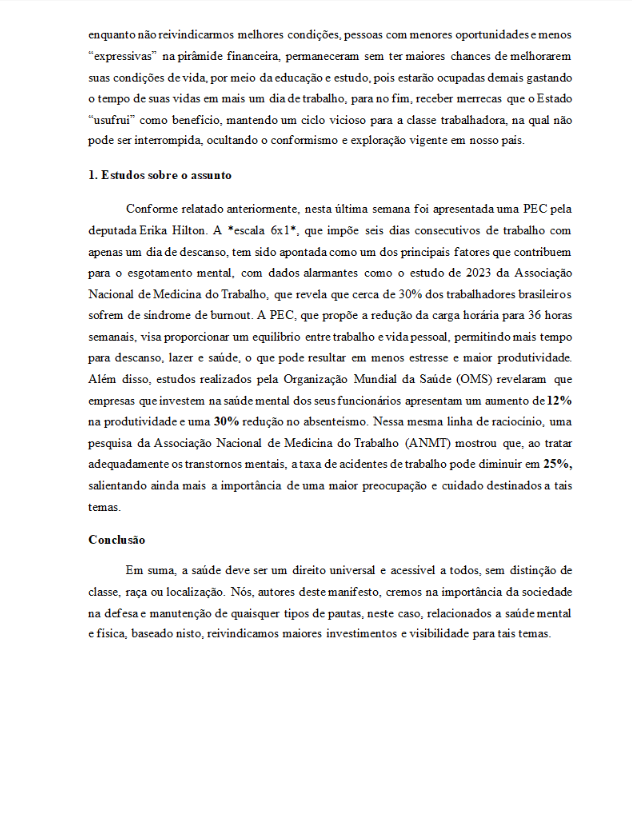 enquanto não reivindicarmos melhores condições, pessoas com menores oportunidades e menos
“expressivas” na pirâmide financeira, permaneceram sem ter maiores chances de melhorarem
suas condições de vida, por meio da educação e estudo, pois estarão ocupadas demais gastando
o tempo de suas vidas em mais um dia de trabalho, para no fim, receber merrecas que o Estado
“usufrui” como benefício, mantendo um ciclo vicioso para a classe trabalhadora, na qual não
pode ser interrompida, ocultando o conformismo e exploração vigente em nosso país.
1. Estudos sobre o assunto
Conforme relatado anteriormente, nesta última semana foi apresentada uma PEC pela
deputada Erika Hilton. A *escala 6x1*, que impõe seis dias consecutivos de trabalho com
apenas um dia de descanso, tem sido apontada como um dos principais fatores que contribuem
para o esgotamento mental, com dados alarmantes como o estudo de 2023 da Associação
Nacional de Medicina do Trabalho, que revela que cerca de 30% dos trabalhadores brasileiros
sofrem de síndrome de burnout. A PEC, que propõe a redução da carga horária para 36 horas
semanais, visa proporcionar um equilíbrio entre trabalho e vida pessoal, permitindo mais tempo
para descanso, lazer e saúde, o que pode resultar em menos estresse e maior produtividade.
Além disso, estudos realizados pela Organização Mundial da Saúde (OMS) revelaram que
empresas que investem na saúde mental dos seus funcionários apresentam um aumento de 12%
na produtividade e uma 30% redução no absenteísmo. Nessa mesma linha de raciocínio, uma
pesquisa da Associação Nacional de Medicina do Trabalho (ANMT) mostrou que, ao tratar
adequadamente os transtornos mentais, a taxa de acidentes de trabalho pode diminuir em 25%,
salientando ainda mais a importância de uma maior preocupação e cuidado destinados a tais
temas.
Conclusão
Em suma, a saúde deve ser um direito universal e acessível a todos, sem distinção de
classe, raça ou localização. Nós, autores deste manifesto, cremos na importância da sociedade
na defesa e manutenção de quaisquer tipos de pautas, neste caso, relacionados a saúde mental
e física, baseado nisto, reivindicamos maiores investimentos e visibilidade para tais temas.